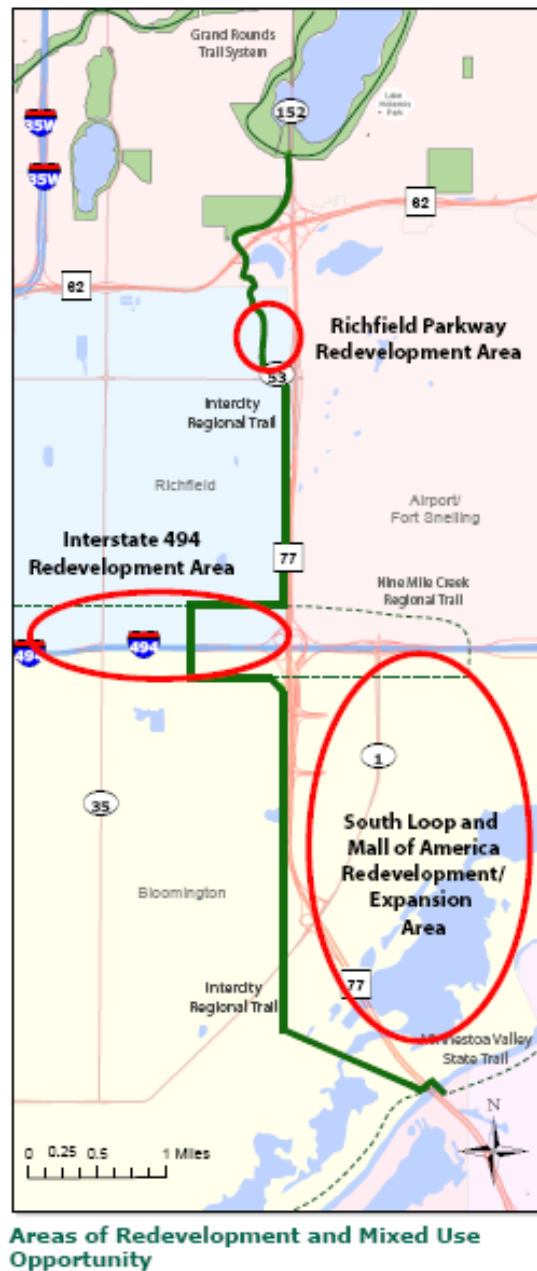 Grand Rounds
Trail System
152
Lake
Nokomis
Park
35W
35W
62
62
Richfield Parkway
Redevelopment Area
53
Intercity
Regional Trail
Richfield
Airport/
Fort Snelling
Interstate 494
Redevelopment Area
77
Nine Mile Creek
Regional Trail
494
494
1
35
South Loop and
Mall of America
Redevelopment/
Expansion
Area
Bloomington
Intercity
Regional Trail
77
Minnestoa Valley
State Trail
N
0 0.25 0.5 1 Miles
Areas of Redevelopment and Mixed Use
Opportunity